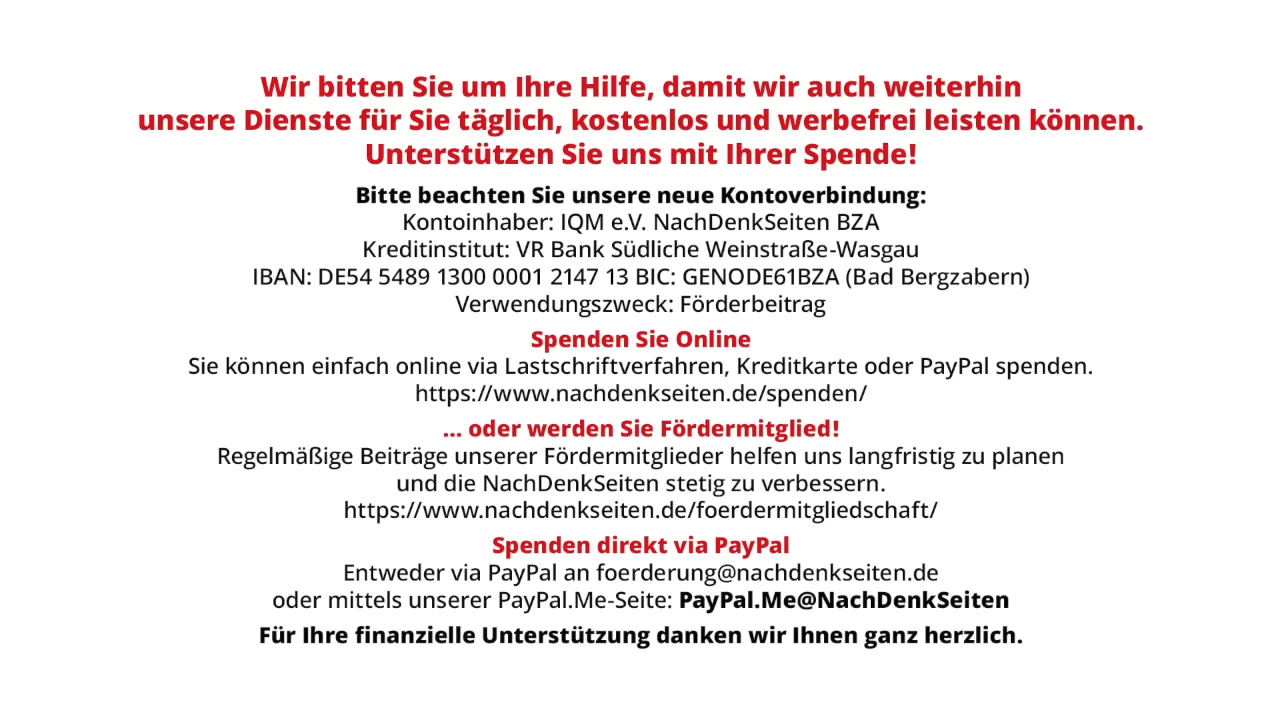 Wir bitten Sie um Ihre Hilfe, damit wir auch weiterhin
unsere Dienste für Sie täglich, kostenlos und werbefrei leisten können.
Unterstützen Sie uns mit Ihrer Spende!
Bitte beachten Sie unsere neue Kontoverbindung:
Kontoinhaber: IQM e.V. NachDenkSeiten BZA
Kreditinstitut: VR Bank Südliche Weinstraße-Wasgau
IBAN: DE54 5489 1300 0001 2147 13 BIC: GENODE61BZA (Bad Bergzabern)
Verwendungszweck: Förderbeitrag
Spenden Sie Online
Sie können einfach online via Lastschriftverfahren, Kreditkarte oder PayPal spenden.
https://www.nachdenkseiten.de/spenden/
... oder werden Sie Fördermitglied!
Regelmäßige Beiträge unserer Fördermitglieder helfen uns langfristig zu planen
und die NachDenkSeiten stetig zu verbessern.
https://www.nachdenkseiten.de/foerdermitgliedschaft/
Spenden direkt via PayPal
Entweder via PayPal an foerderung@nachdenkseiten.de
oder mittels unserer PayPal.Me-Seite: PayPal.Me@NachDenkSeiten
Für Ihre finanzielle Unterstützung danken wir Ihnen ganz herzlich.